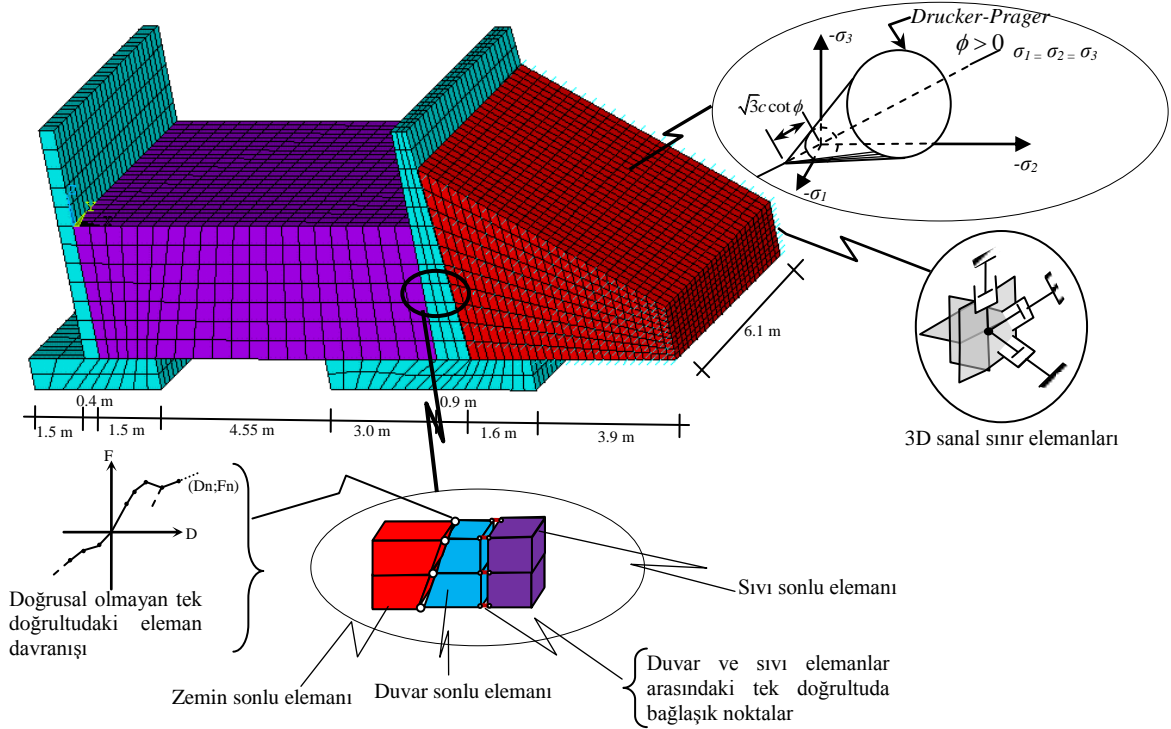 Drucker-Prager
ϕ > 0
σ1 = σ2 = σ3
-σ3
√3c cot ϕ
-σ2
-σ1
Y
6.1 m
3D sanal sınır elemanları
0.4 m
0.9 m
1.5 m
1.5 m
4.55 m
3.0 m
1.6 m
3.9 m
F
(Dn;Fn)
D
Doğrusal olmayan tek
doğrultudaki eleman
davranışı
Sıvı sonlu elemanı
Zemin sonlu elemanı
Duvar sonlu elemanı
Duvar ve sıvı elemanlar
arasındaki tek doğrultuda
bağlaşık noktalar